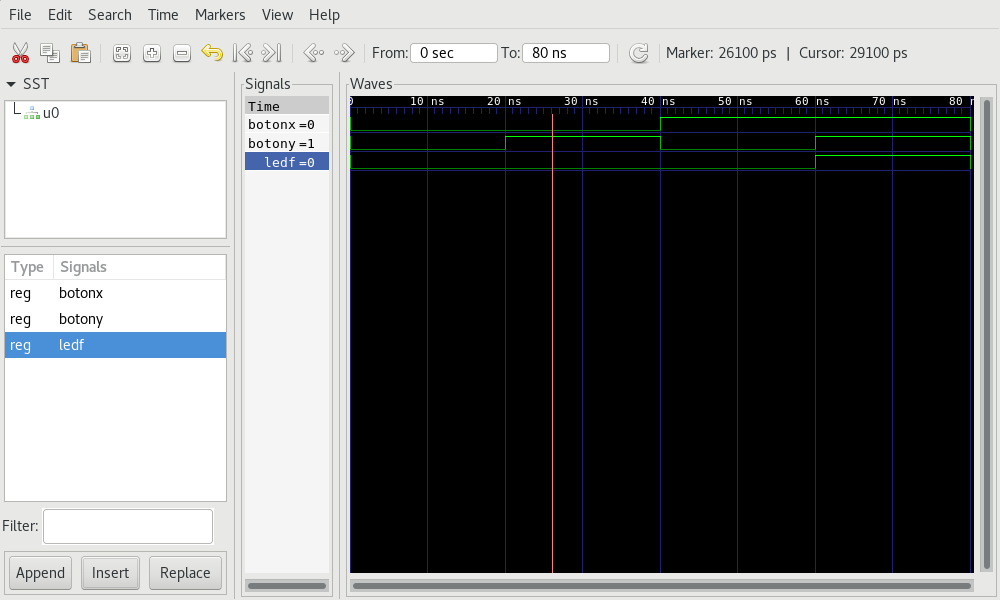 File Edit Search Time Markers View Help
From: 0 sec To: 80 ns Marker: 26100 ps | Cursor: 29100 ps
SST
u0
Type Signals
reg botonx
reg botony
reg ledf
Filter:
Append Insert Replace
Signals
Time
botonx=0
botony=1
ledf=0
Waves
0 10 ns 20 ns 30 ns 40 ns 50 ns 60 ns 70 ns 80 n